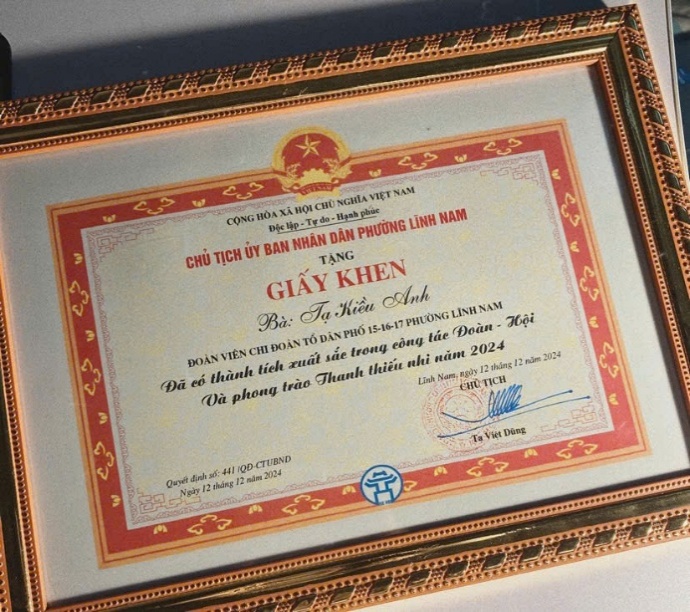 CỘNG HÒA XÃ HỘI CHỦ NGHĨA VIỆT NAM
Độc lập - Tự do - Hạnh phúc
CHỦ TỊCH ỦY BAN NHÂN DÂN PHƯỜNG LĨNH NAM
TẶNG
GIẤY KHEN
Bà: Tạ Kiều Anh
ĐOÀN VIÊN CHI ĐOÀN TỔ DÂN PHỐ 15-16-17 PHƯỜNG LĨNH NAM
Đã có thành tích xuất sắc trong công tác Đoàn - Hội
Và phong trào Thanh thiếu nhi năm 2024
Lĩnh Nam, ngày 12 tháng 12 năm 2024
CHỦ TỊCH
Tạ Việt Dũng
Quyết định số: 441 /QĐ-CTUBND
Ngày 12 tháng 12 năm 2024